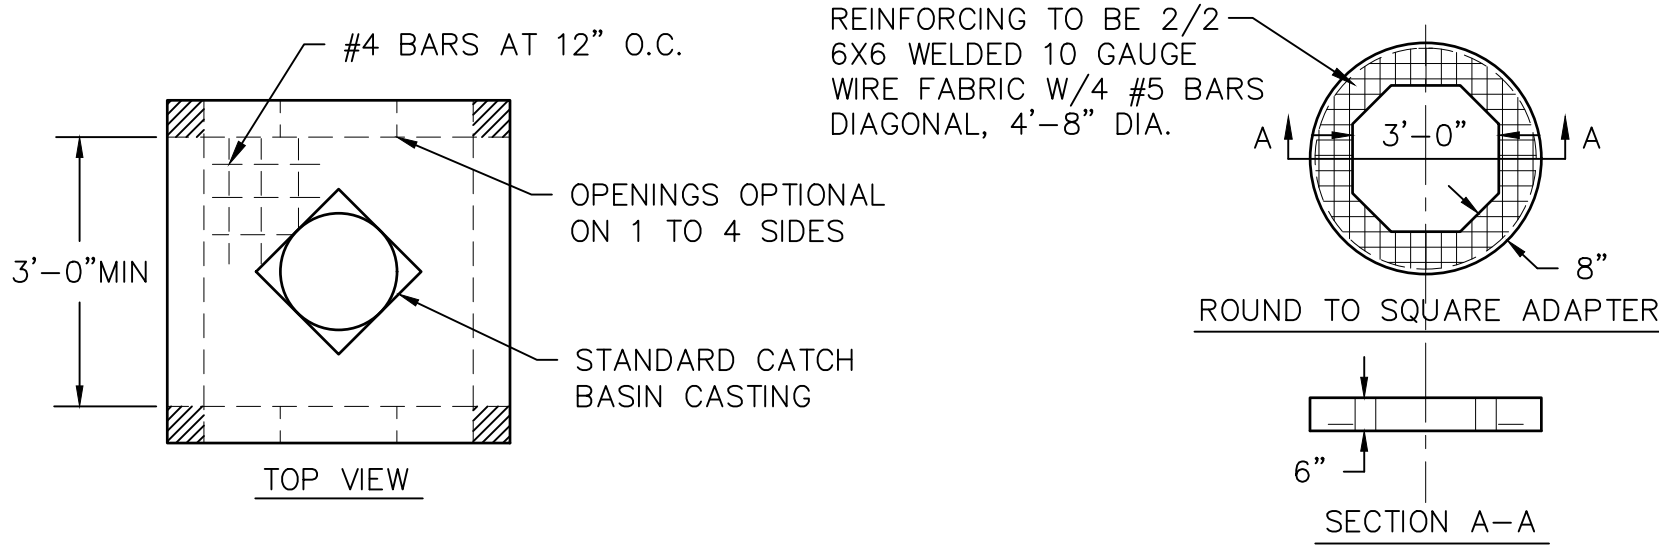 #4 BARS AT 12” O.C.
OPENINGS OPTIONAL
ON 1 TO 4 SIDES
3’-0”MIN
STANDARD CATCH
BASIN CASTING
TOP VIEW
REINFORCING TO BE 2/2
6X6 WELDED 10 GAUGE
WIRE FABRIC W/4 #5 BARS
DIAGONAL, 4’-8” DIA.
A 3’-0” A
8”
ROUND TO SQUARE ADAPTER
6”
SECTION A-A